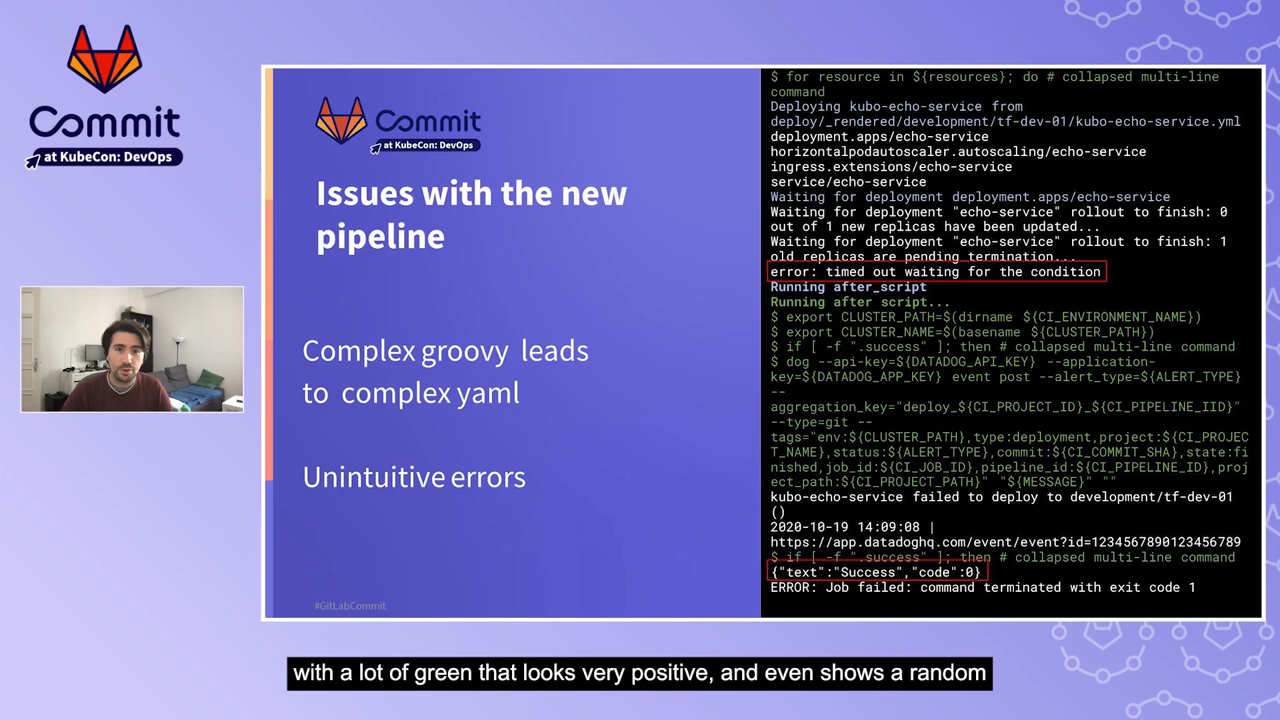 Commit
at KubeCon: DevOps
Commit
at KubeCon: DevOps
Issues with the new
pipeline
Complex groovy leads
to complex yaml
Unintuitive errors
#GitLabCommit
$ for resource in ${resources}; do # collapsed multi-line
command
Deploying kubo-echo-service from
deploy/_rendered/development/tf-dev-01/kubo-echo-service.yml
deployment.apps/echo-service
horizontalpodautoscaler.autoscaling/echo-service
ingress.extensions/echo-service
service/echo-service
Waiting for deployment deployment.apps/echo-service
Waiting for deployment "echo-service" rollout to finish: 0
out of 1 new replicas have been updated...
Waiting for deployment "echo-service" rollout to finish: 1
old replicas are pending termination...
error: timed out waiting for the condition
Running after_script
Running after script...
$ export CLUSTER_PATH=$(dirname ${CI_ENVIRONMENT_NAME})
$ export CLUSTER_NAME=$(basename ${CLUSTER_PATH})
$ if [ -f ".success" ]; then # collapsed multi-line command
$ dog --api-key=${DATADOG_API_KEY} --application-
key=${DATADOG_APP_KEY} event post --alert_type=${ALERT_TYPE}
--
aggregation_key="deploy_${CI_PROJECT_ID}_${CI_PIPELINE_IID}"
--type=git --
tags="env:${CLUSTER_PATH},type:deployment,project:${CI_PROJEC
T_NAME},status:${ALERT_TYPE},commit:${CI_COMMIT_SHA},state:fi
nished,job_id:${CI_JOB_ID},pipeline_id:${CI_PIPELINE_ID},proj
ect_path:${CI_PROJECT_PATH}" "${MESSAGE}" ""
kubo-echo-service failed to deploy to development/tf-dev-01
()
2020-10-19 14:09:08 |
https://app.datadoghq.com/event/event?id=1234567890123456789
$ if [ -f ".success" ]; then # collapsed multi-line command
{"text":"Success","code":0}
ERROR: Job failed: command terminated with exit code 1
with a lot of green that looks very positive, and even shows a random